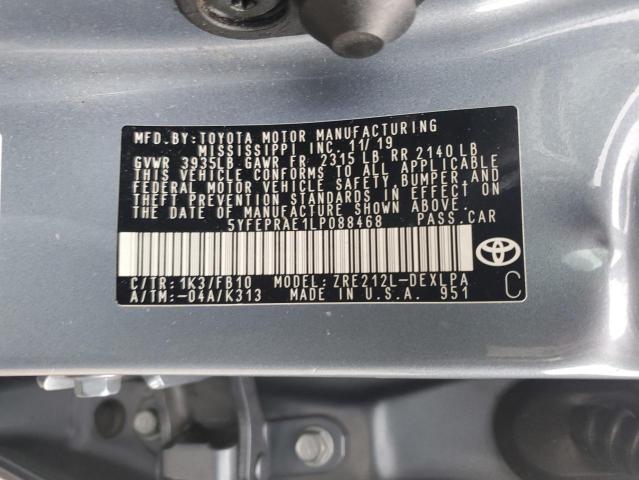 MFD.BY:TOYOTA MOTOR MANUFACTURING
MISSISSIPPI INC. 11/19
GVWR 3935LB GAWR FR 2315 LB RR 2140 LB
THIS VEHICLE CONFORMS TO ALL APPLICABLE
FEDERAL MOTOR VEHICLE SAFETY, BUMPER AND
THEFT PREVENTION STANDARDS IN EFFECT ON
THE DATE OF MANUFACTURE SHOWN ABOVE.
5YFEPRAE1LP088468 PASS.CAR
C/TR: 1K3/FB10 MODEL: ZRE212L-DEXLPA
A/TM:-04A/K313 MADE IN U.S.A. 951 C